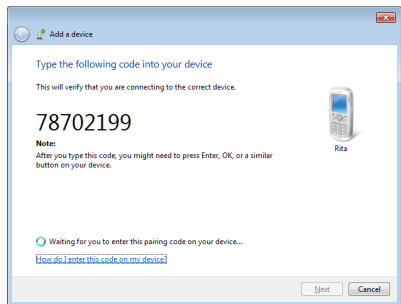 Add a device
Type the following code into your device
This will verify that you are connecting to the correct device.
78702199
Note:
After you type this code, you might need to press Enter, OK, or a similar
button on your device.
Rita
Waiting for you to enter this pairing code on your device...
How do I enter this code on my device?
Next
Cancel